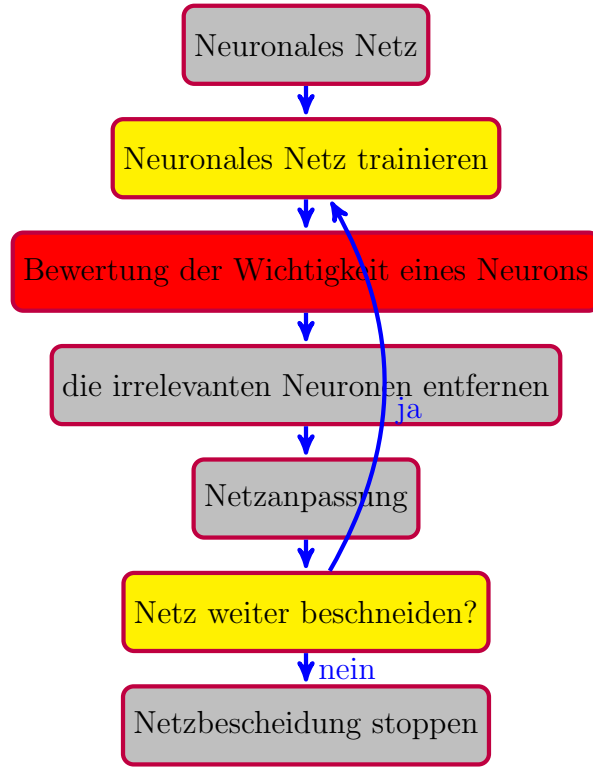 Neuronales Netz
Neuronales Netz trainieren
Bewertung der Wichtigkeit eines Neurons
die irrelevanten Neuronen entfernen
ja
Netzanpassung
Netz weiter beschneiden?
nein
Netzbescheidung stoppen